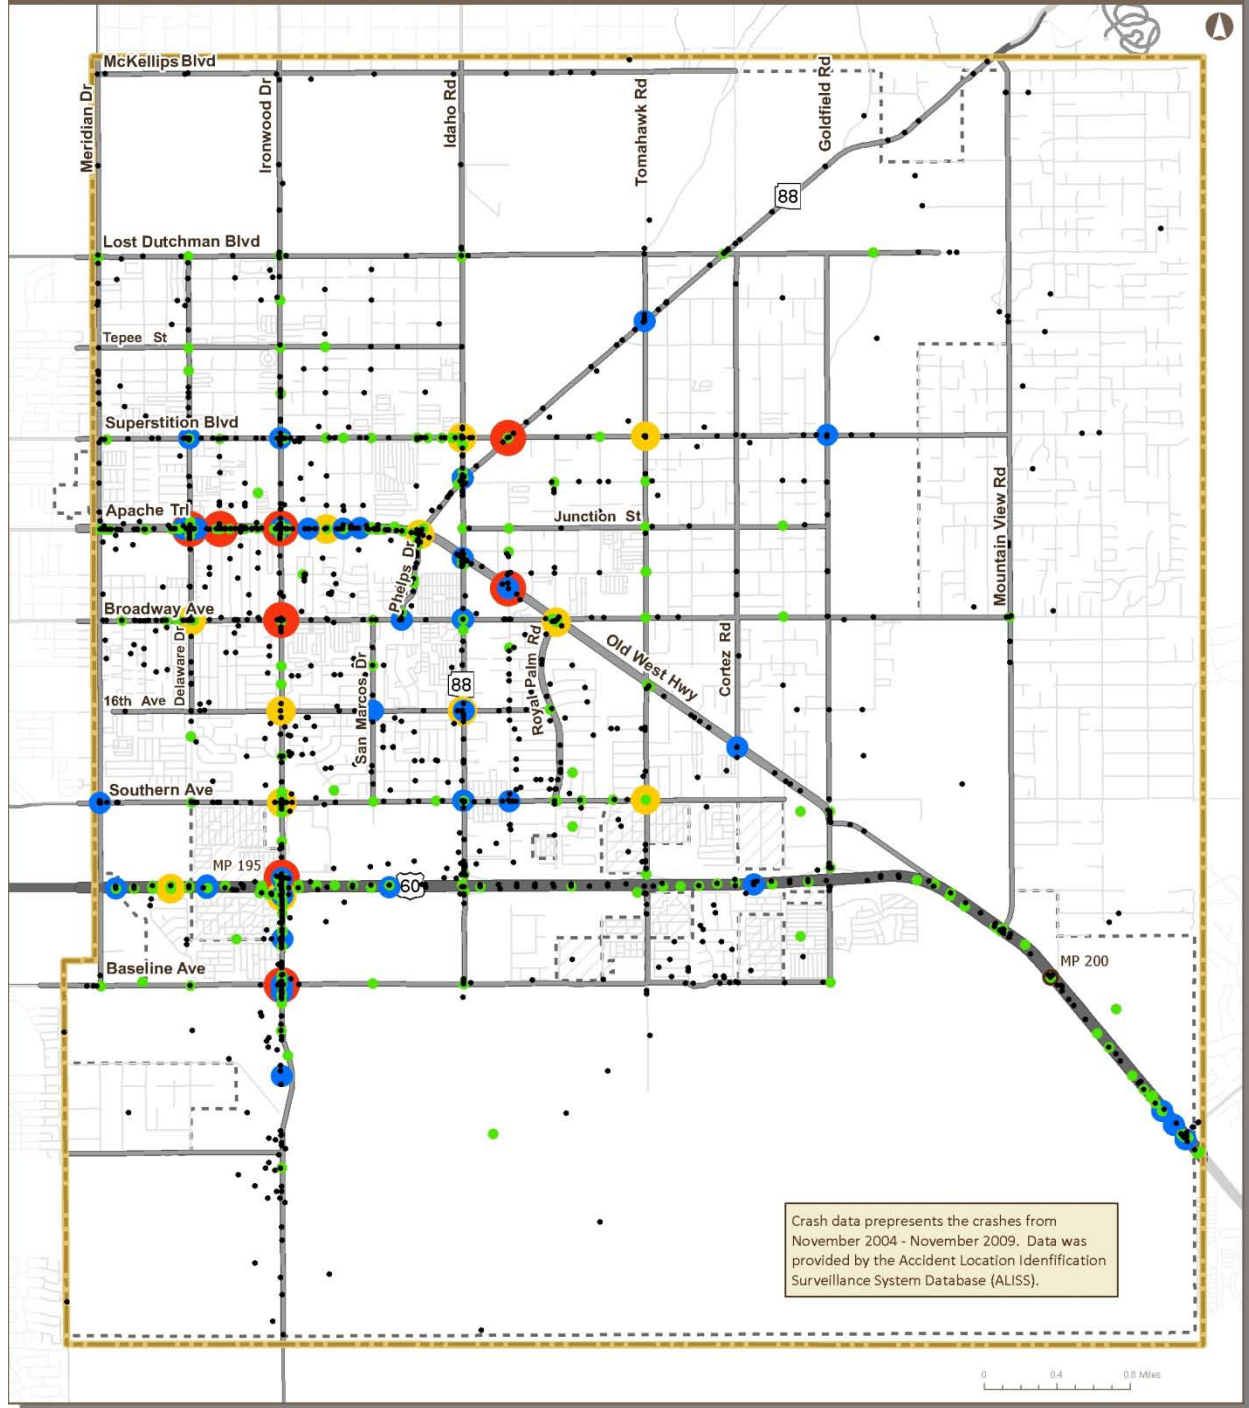 McKellips Blvd
Meridian Dr
Ironwood Dr
Idaho Rd
Tomahawk Rd
Goldfield Rd
88
Lost Dutchman Blvd
Tepee St
Superstition Blvd
Apache Trl
Junction St
Mountain View Rd
Phelps Dr
Broadway Ave
Delaware Dr
San Marcos Dr
Royal Palm Rd
Old West Hwy
Cortez Rd
88
16th Ave
Southern Ave
MP 195
60
Baseline Ave
MP 200
Crash data prepresents the crashes from
November 2004 - November 2009. Data was
provided by the Accident Location Idenfification
Surveillance System Database (ALISS).
0 0.4 0.8 Miles